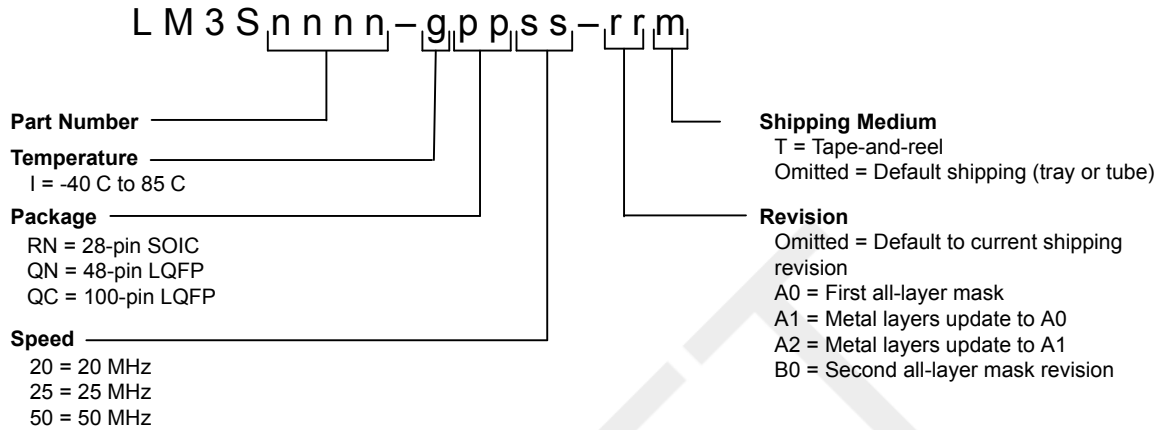 LM3Snnnn–gppss–rrm
Part Number
Temperature
I = -40 C to 85 C
Package
RN = 28-pin SOIC
QN = 48-pin LQFP
QC = 100-pin LQFP
Speed
20 = 20 MHz
25 = 25 MHz
50 = 50 MHz
Shipping Medium
T = Tape-and-reel
Omitted = Default shipping (tray or tube)
Revision
Omitted = Default to current shipping
revision
A0 = First all-layer mask
A1 = Metal layers update to A0
A2 = Metal layers update to A1
B0 = Second all-layer mask revision